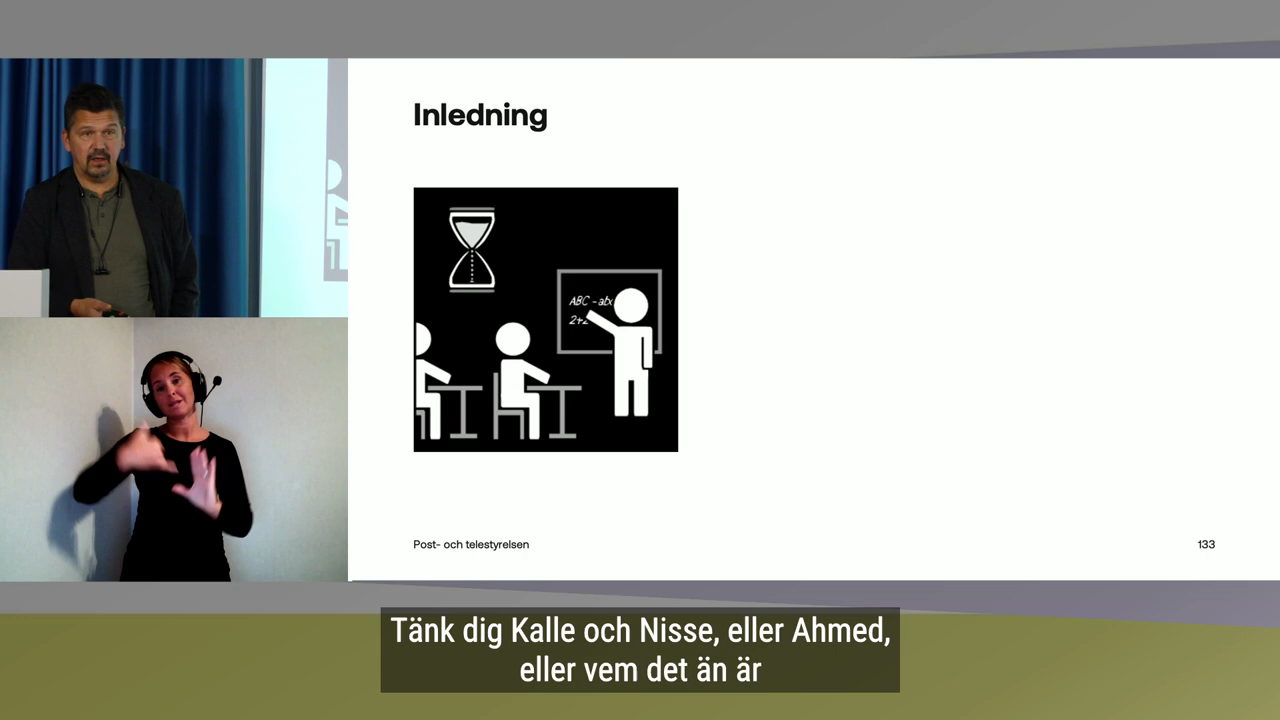 Inledning
ABC - abc
2+2
Post- och telestyrelsen
133
Tänk dig Kalle och Nisse, eller Ahmed,
eller vem det än är